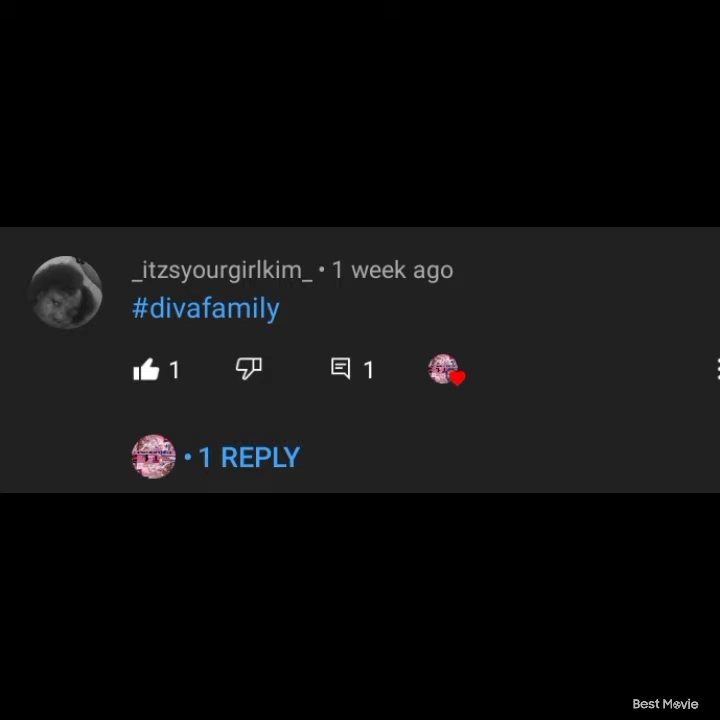 _itzsyourgirlkim_ • 1 week ago
#divafamily
1 1
• 1 REPLY
Best Movie